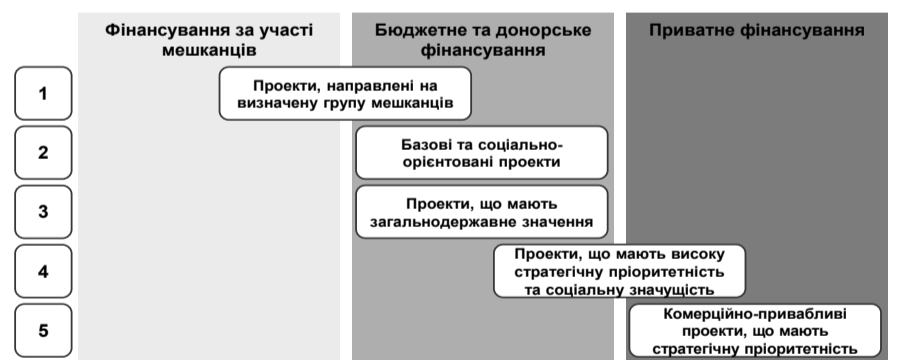 Фінансування за участі
мешканців
Бюджетне та донорське
фінансування
Приватне фінансування
1
Проекти, направлені на
визначену групу мешканців
2
Базові та соціально-
орієнтовані проекти
3
Проекти, що мають
загальнодержавне значення
4
Проекти, що мають високу
стратегічну пріоритетність
та соціальну значущість
5
Комерційно-привабливі
проекти, що мають
стратегічну пріоритетність